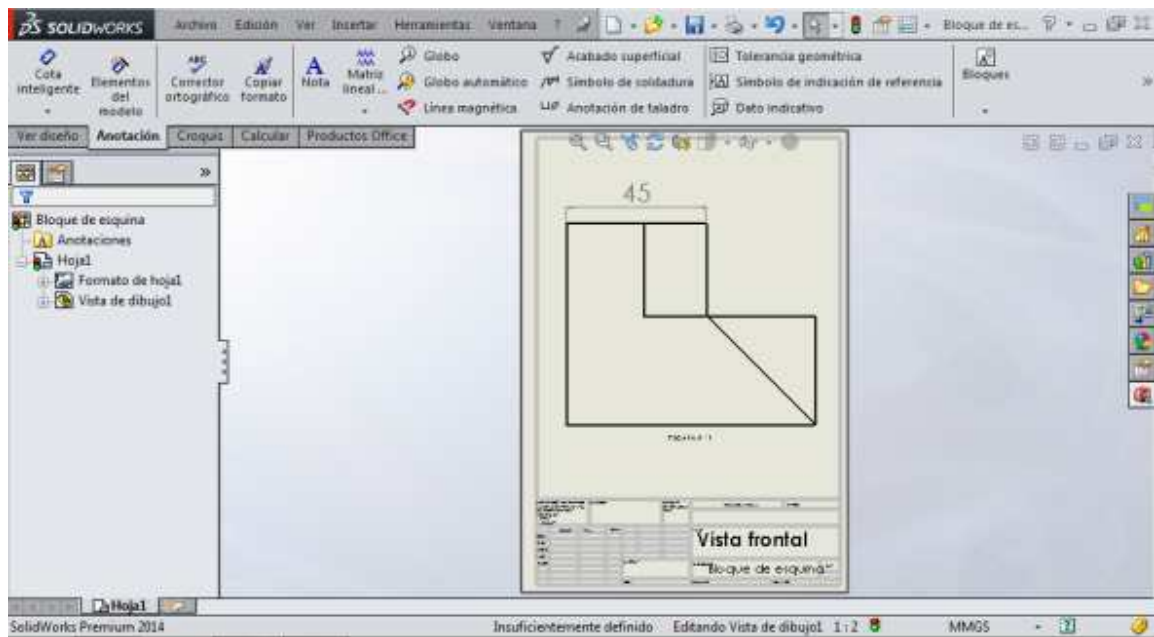 SOLIDWORKS Archivo Edición Ver Insertar Herramientas Ventana ? Bloque de es...
Cota inteligente
Elementos del modelo
Corrector ortográfico
Copiar formato
Nota
Matriz lineal...
Globo
Globo automático
Línea magnética
Acabado superficial
Símbolo de soldadura
Anotación de taladro
Tolerancia geométrica
Símbolo de indicación de referencia
Dato indicativo
Bloques
Ver diseño Anotación Croquis Calcular Productos Office
Bloque de esquina
Anotaciones
Hoja1
Formato de hoja1
Vista de dibujo1
45
Vista frontal
Bloque de esquina
Hoja1
SolidWorks Premium 2014 Insuficientemente definido Editando Vista de dibujo1 1:2 MMGS